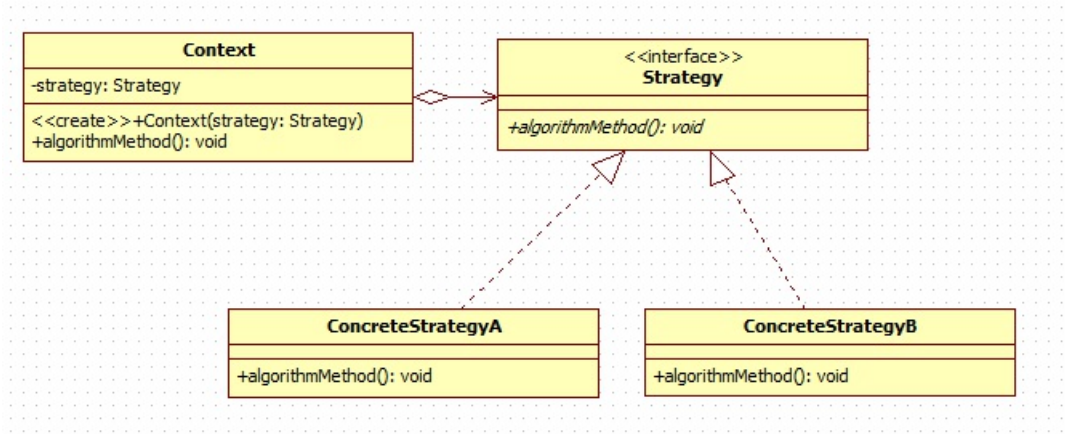 Context
-strategy: Strategy
<<create>>+Context(strategy: Strategy)
+algorithmMethod(): void
<<interface>>
Strategy
+algorithmMethod(): void
ConcreteStrategyA
+algorithmMethod(): void
ConcreteStrategyB
+algorithmMethod(): void